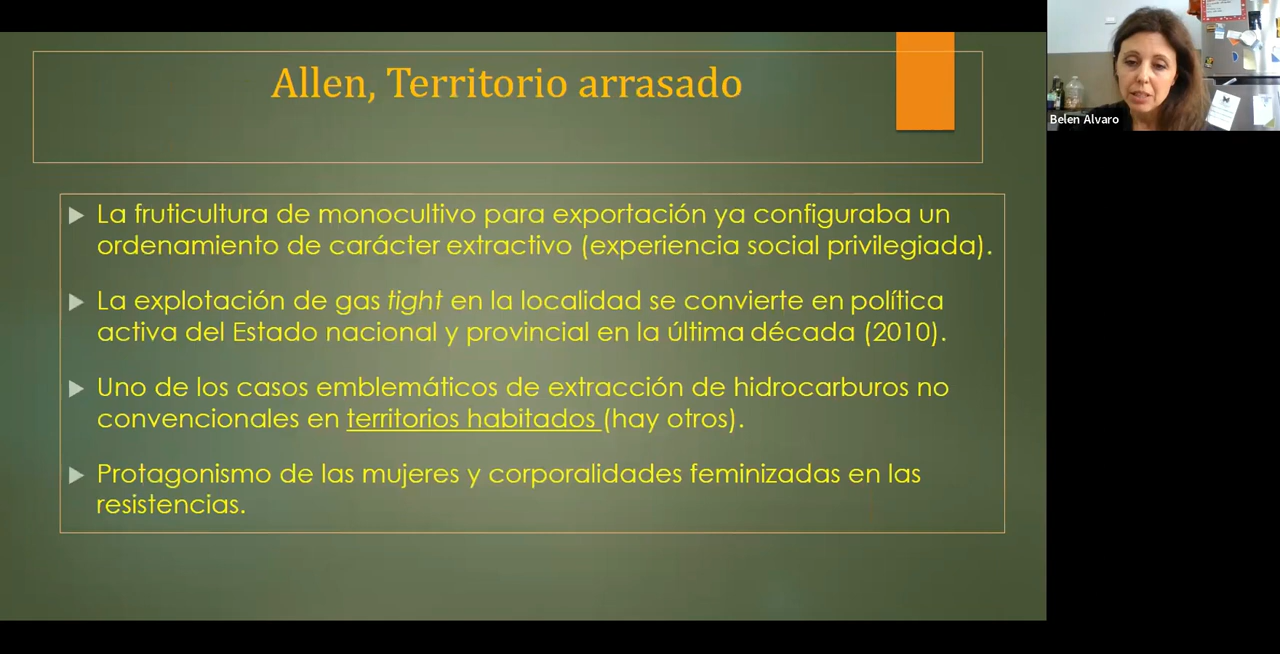 Allen, Territorio arrasado
La fruticultura de monocultivo para exportación ya configuraba un
ordenamiento de carácter extractivo (experiencia social privilegiada).
La explotación de gas tight en la localidad se convierte en política
activa del Estado nacional y provincial en la última década (2010).
Uno de los casos emblemáticos de extracción de hidrocarburos no
convencionales en territorios habitados (hay otros).
Protagonismo de las mujeres y corporalidades feminizadas en las
resistencias.
Belen Alvaro